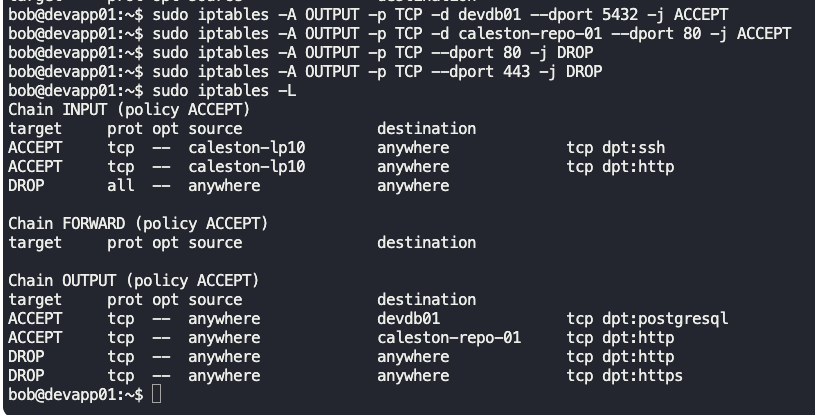 bob@devapp01:~$ sudo iptables -A OUTPUT -p TCP -d devdb01 --dport 5432 -j ACCEPT
bob@devapp01:~$ sudo iptables -A OUTPUT -p TCP -d caleston-repo-01 --dport 80 -j ACCEPT
bob@devapp01:~$ sudo iptables -A OUTPUT -p TCP --dport 80 -j DROP
bob@devapp01:~$ sudo iptables -A OUTPUT -p TCP --dport 443 -j DROP
bob@devapp01:~$ sudo iptables -L
Chain INPUT (policy ACCEPT)
target     prot opt source               destination
ACCEPT     tcp  --  caleston-lp10        anywhere             tcp dpt:ssh
ACCEPT     tcp  --  caleston-lp10        anywhere             tcp dpt:http
DROP       all  --  anywhere             anywhere

Chain FORWARD (policy ACCEPT)
target     prot opt source               destination

Chain OUTPUT (policy ACCEPT)
target     prot opt source               destination
ACCEPT     tcp  --  anywhere             devdb01              tcp dpt:postgresql
ACCEPT     tcp  --  anywhere             caleston-repo-01     tcp dpt:http
DROP       tcp  --  anywhere             anywhere             tcp dpt:http
DROP       tcp  --  anywhere             anywhere             tcp dpt:https
bob@devapp01:~$